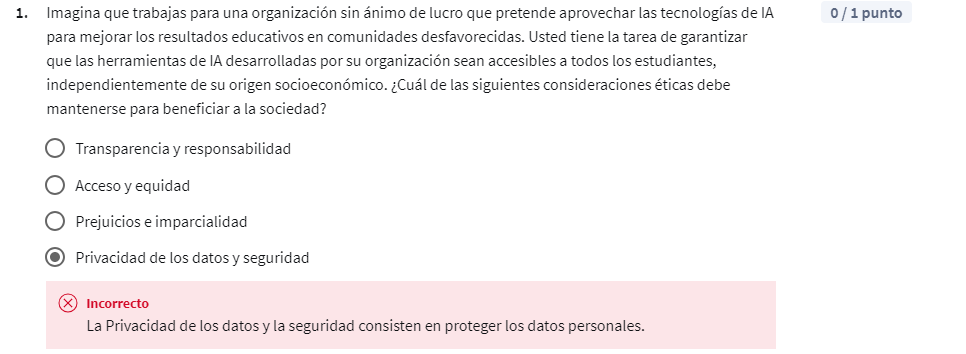 1. Imagina que trabajas para una organización sin ánimo de lucro que pretende aprovechar las tecnologías de IA 0 / 1 punto
para mejorar los resultados educativos en comunidades desfavorecidas. Usted tiene la tarea de garantizar
que las herramientas de IA desarrolladas por su organización sean accesibles a todos los estudiantes,
independientemente de su origen socioeconómico. ¿Cuál de las siguientes consideraciones éticas debe
mantenerse para beneficiar a la sociedad?
Transparencia y responsabilidad
Acceso y equidad
Prejuicios e imparcialidad
Privacidad de los datos y seguridad
Incorrecto
La Privacidad de los datos y la seguridad consisten en proteger los datos personales.